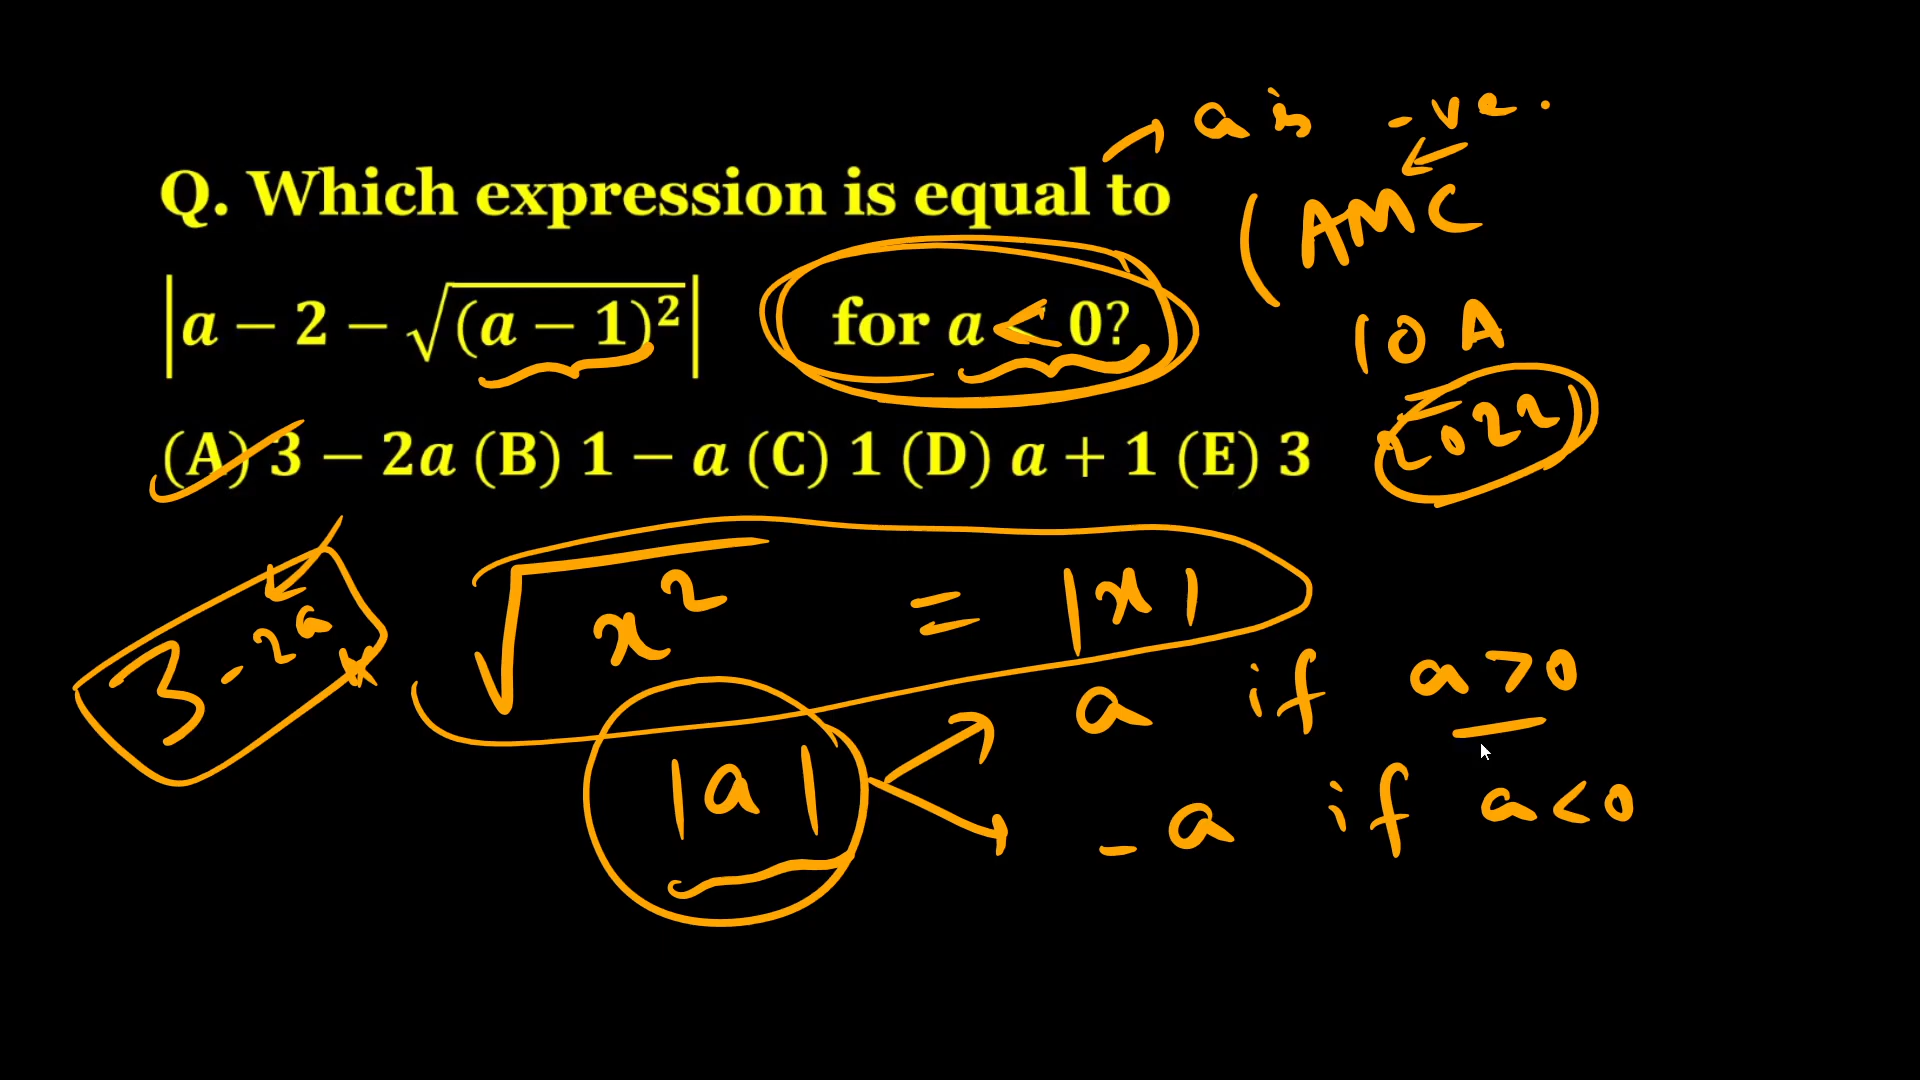 a is -ve.
Q. Which expression is equal to
(AMC
|a − 2 − √(a − 1)²| for a < 0?
10 A
2022)
(A) 3 − 2a (B) 1 − a (C) 1 (D) a + 1 (E) 3
√x² = |x|
3 - 2a
|a|
a if a>0
-a if a<0